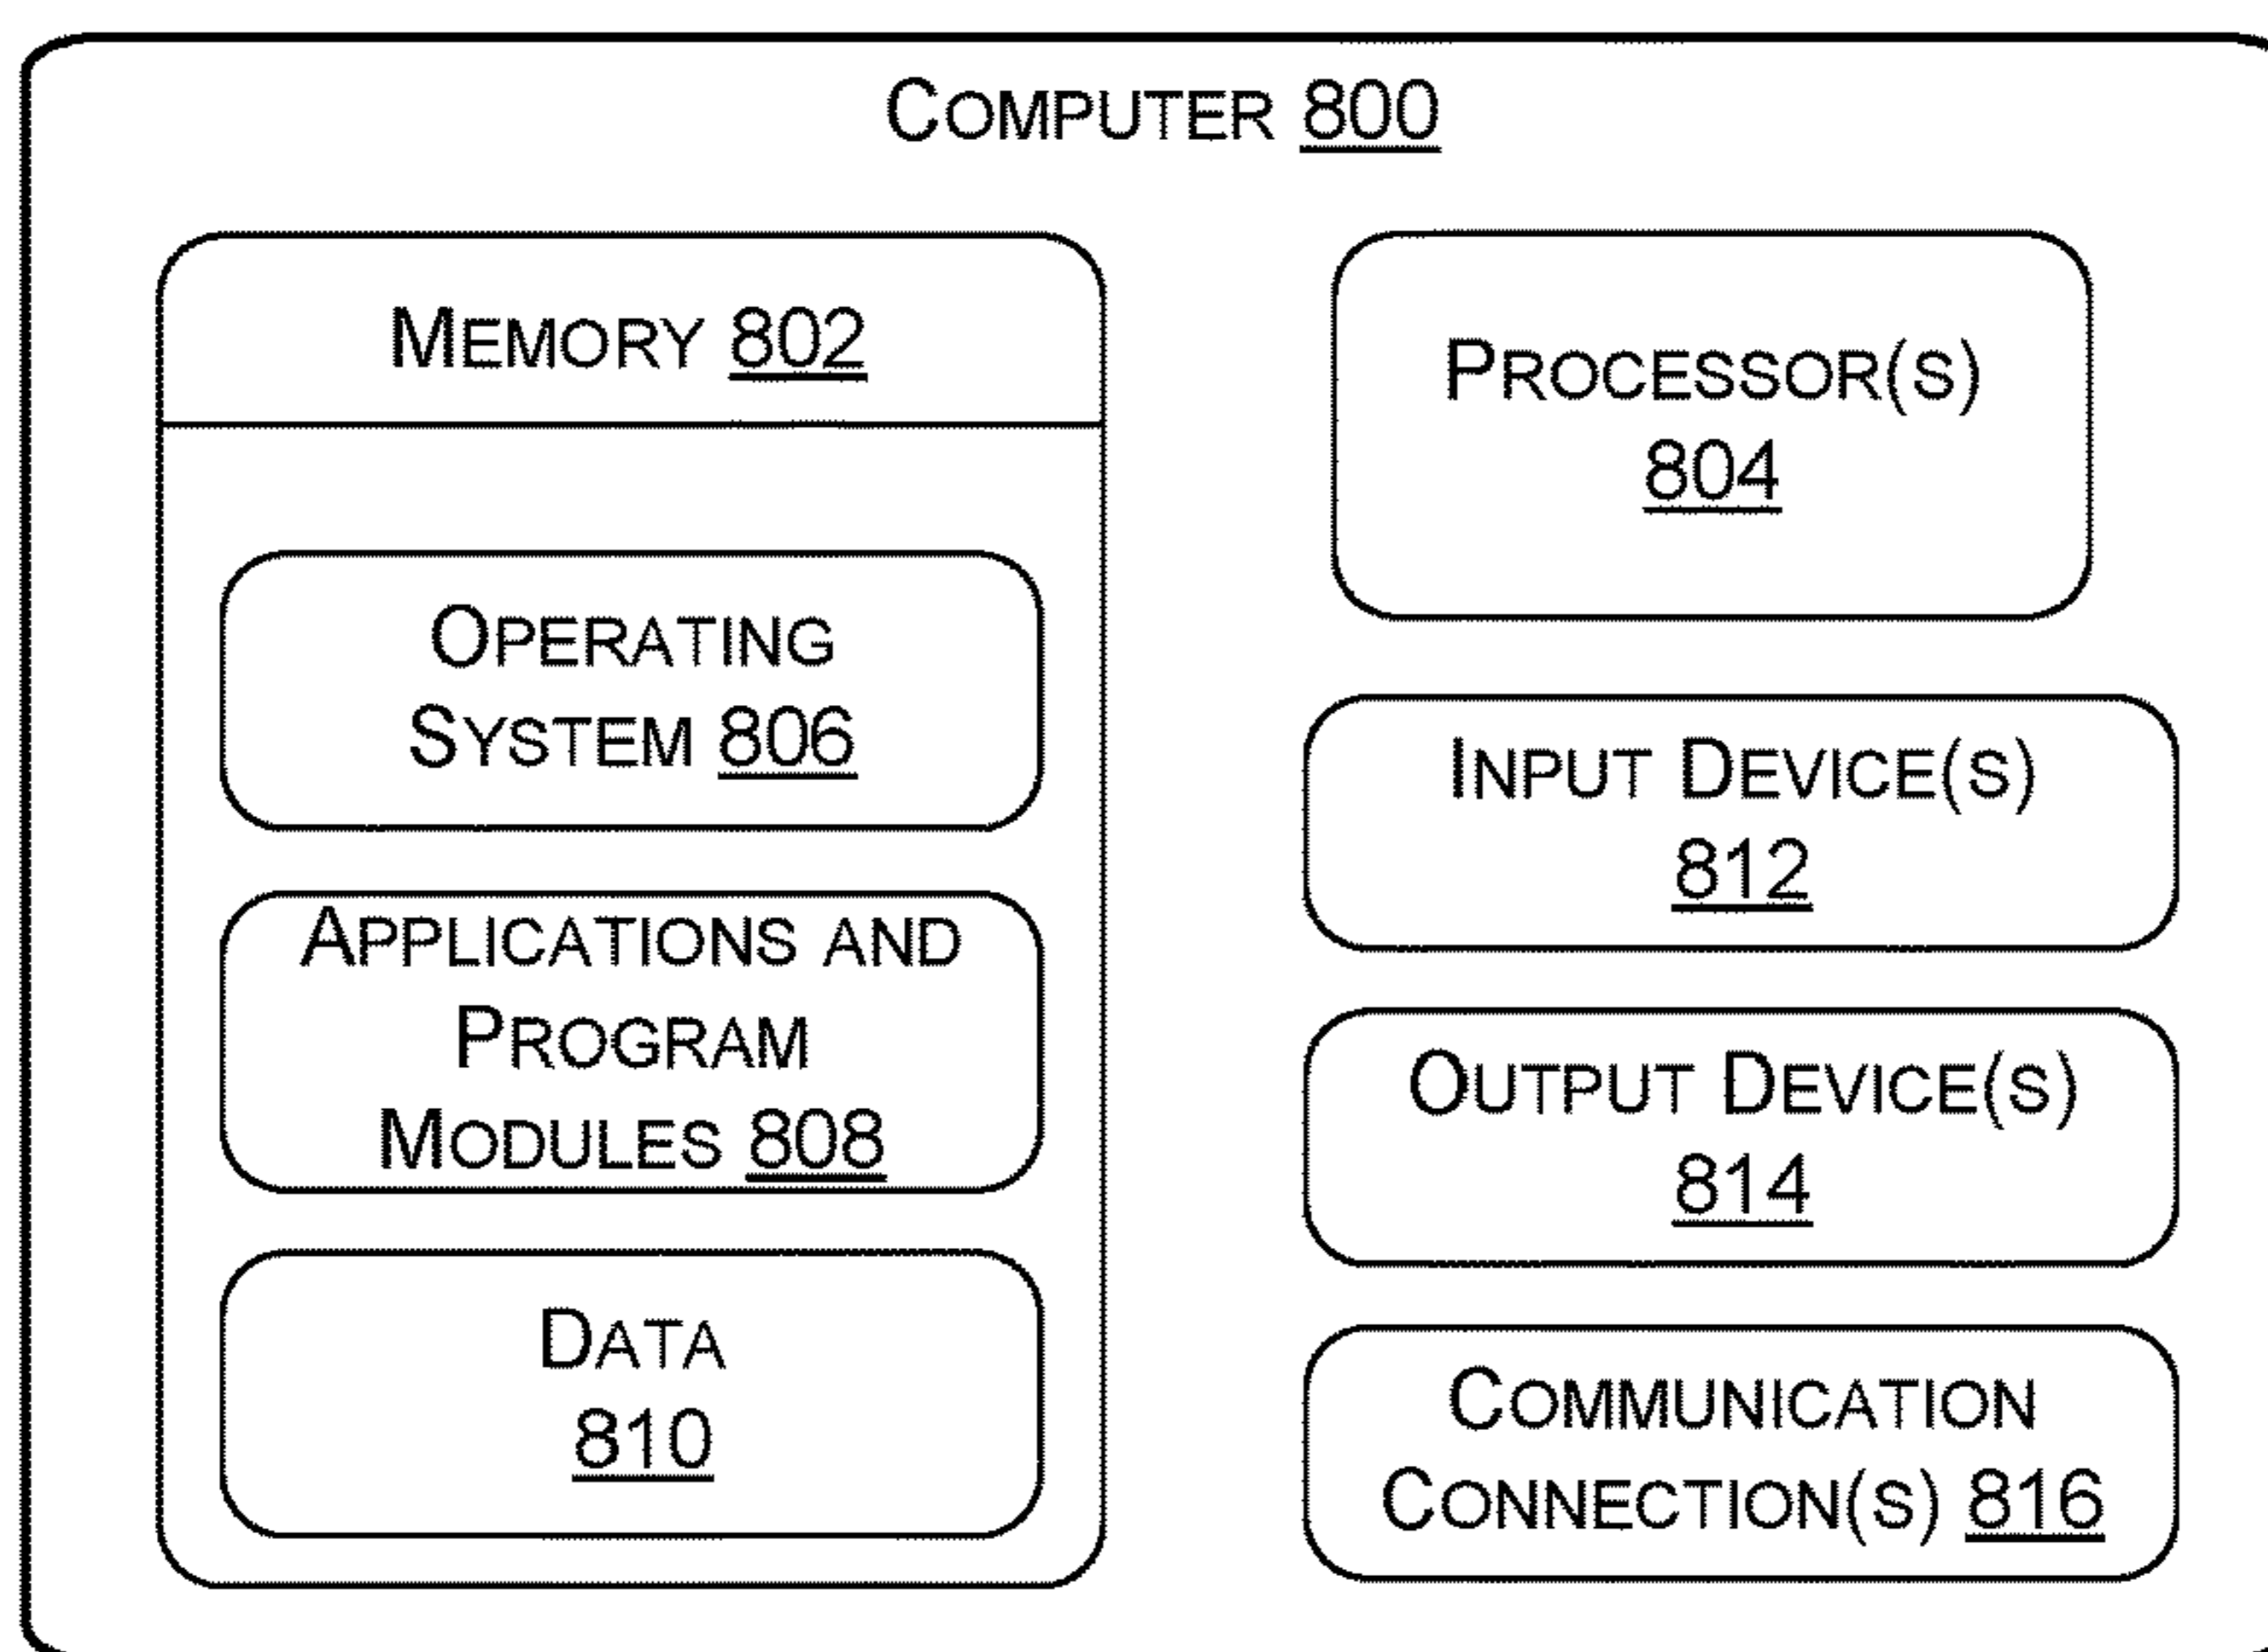 COMPUTER 800
MEMORY 802
OPERATING
SYSTEM 806
APPLICATIONS AND
PROGRAM
MODULES 808
DATA
810
PROCESSOR(S)
804
INPUT DEVICE(S)
812
OUTPUT DEVICE(S)
814
COMMUNICATION
CONNECTION(S) 816